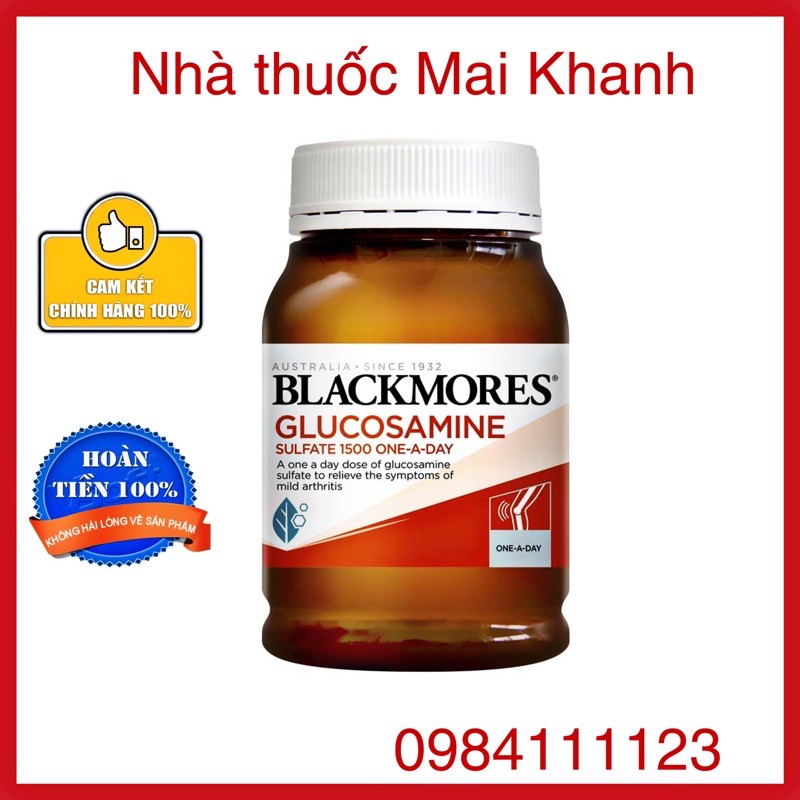 Nhà thuốc Mai Khanh
CAM KẾT
CHÍNH HÃNG 100%
AUSTRALIA • SINCE 1932
BLACKMORES®
GLUCOSAMINE
SULFATE 1500 ONE-A-DAY
A one a day dose of glucosamine
sulfate to relieve the symptoms of
mild arthritis
ONE-A-DAY
HOÀN
TIỀN 100%
KHÔNG HÀI LÒNG VỀ SẢN PHẨM
0984111123